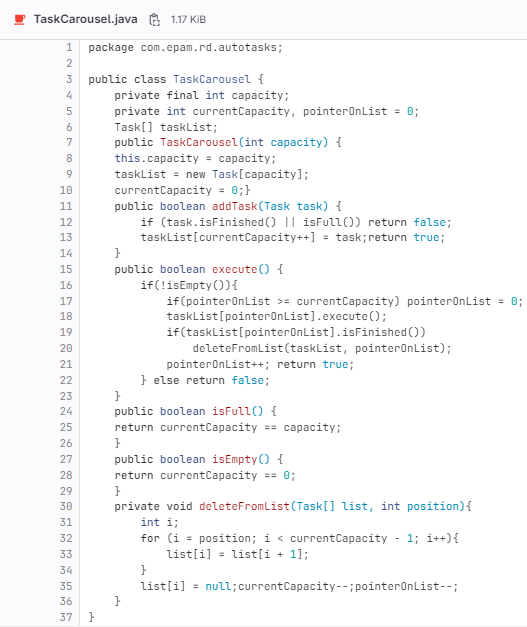 TaskCarousel.java 1.17 KiB
1 package com.epam.rd.autotasks;
2
3 public class TaskCarousel {
4     private final int capacity;
5     private int currentCapacity, pointerOnList = 0;
6     Task[] taskList;
7     public TaskCarousel(int capacity) {
8     this.capacity = capacity;
9     taskList = new Task[capacity];
10     currentCapacity = 0;}
11     public boolean addTask(Task task) {
12         if (task.isFinished() || isFull()) return false;
13         taskList[currentCapacity++] = task;return true;
14     }
15     public boolean execute() {
16         if(!isEmpty()){
17             if(pointerOnList >= currentCapacity) pointerOnList = 0;
18             taskList[pointerOnList].execute();
19             if(taskList[pointerOnList].isFinished())
20                 deleteFromList(taskList, pointerOnList);
21             pointerOnList++; return true;
22         } else return false;
23     }
24     public boolean isFull() {
25     return currentCapacity == capacity;
26     }
27     public boolean isEmpty() {
28     return currentCapacity == 0;
29     }
30     private void deleteFromList(Task[] list, int position){
31         int i;
32         for (i = position; i < currentCapacity - 1; i++){
33             list[i] = list[i + 1];
34         }
35         list[i] = null;currentCapacity--;pointerOnList--;
36     }
37 }